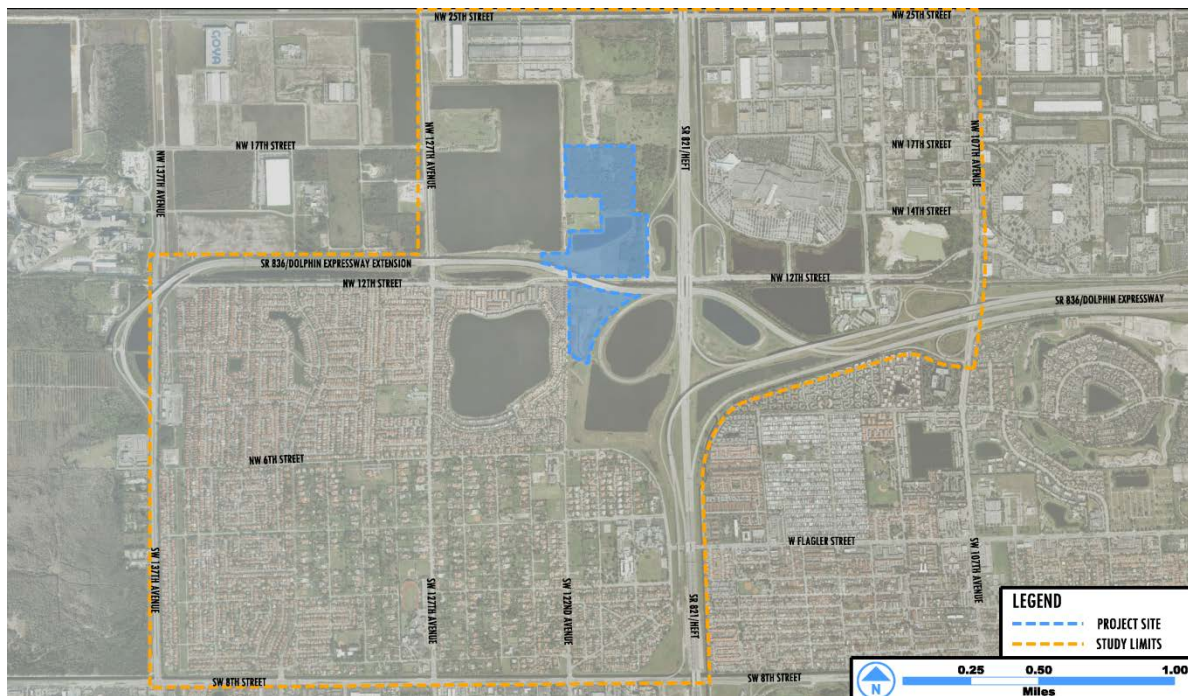 NW 25TH STREET
NW 25TH STREET
GOYA
NW 127TH AVENUE
SR 821/HEFT
NW 107TH AVENUE
NW 17TH STREET
NW 17TH STREET
NW 137TH AVENUE
NW 14TH STREET
SR 836/DOLPHIN EXPRESSWAY EXTENSION
NW 12TH STREET
NW 12TH STREET
SR 836/DOLPHIN EXPRESSWAY
NW 6TH STREET
W FLAGLER STREET
SW 137TH AVENUE
SW 127TH AVENUE
SW 122ND AVENUE
SR 821/HEFT
SW 107TH AVENUE
SW 8TH STREET
SW 8TH STREET
LEGEND
PROJECT SITE
STUDY LIMITS
N
0.25 0.50 1.00
Miles